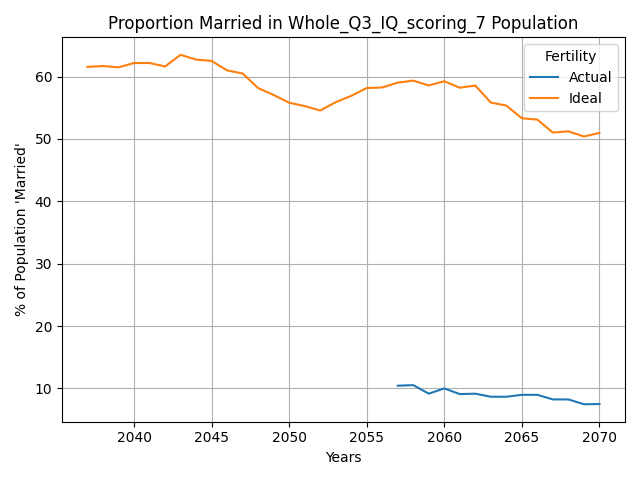 Proportion Married in Whole_Q3_IQ_scoring_7 Population
Fertility
Actual
Ideal
% of Population 'Married'
60
50
40
30
20
10
2040 2045 2050 2055 2060 2065 2070
Years